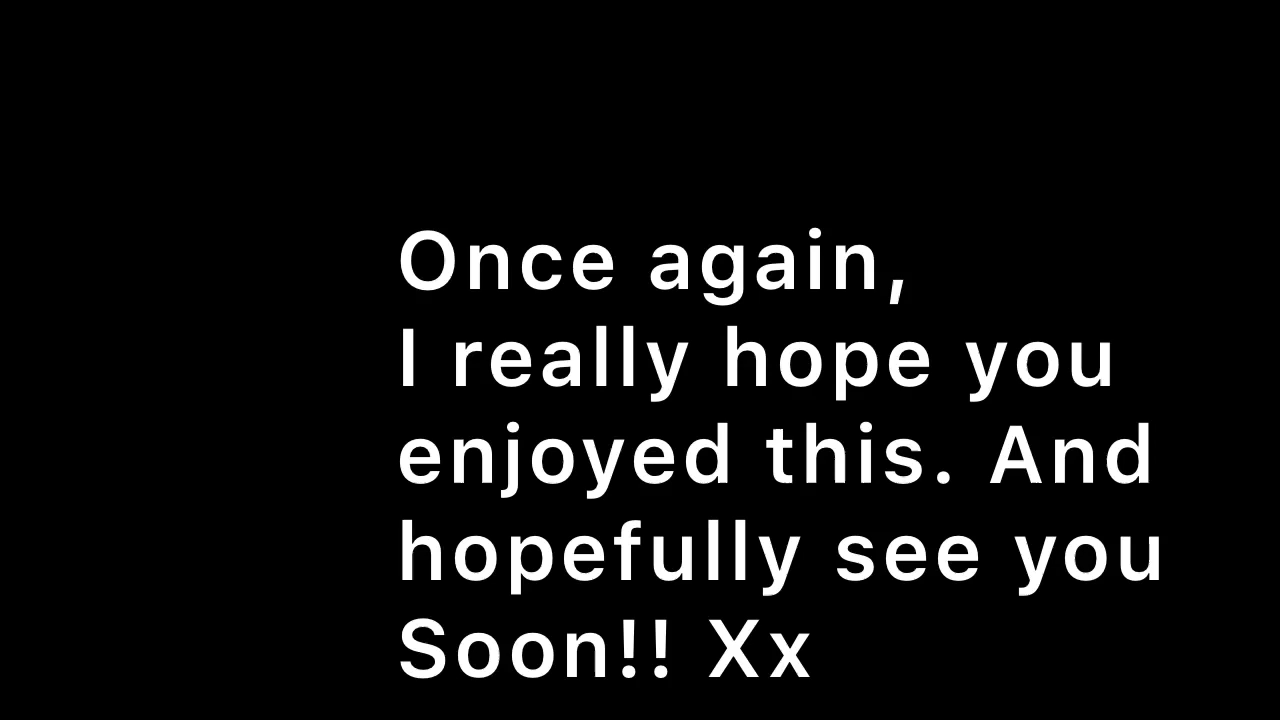 Once again,
I really hope you
enjoyed this. And
hopefully see you
Soon!! Xx